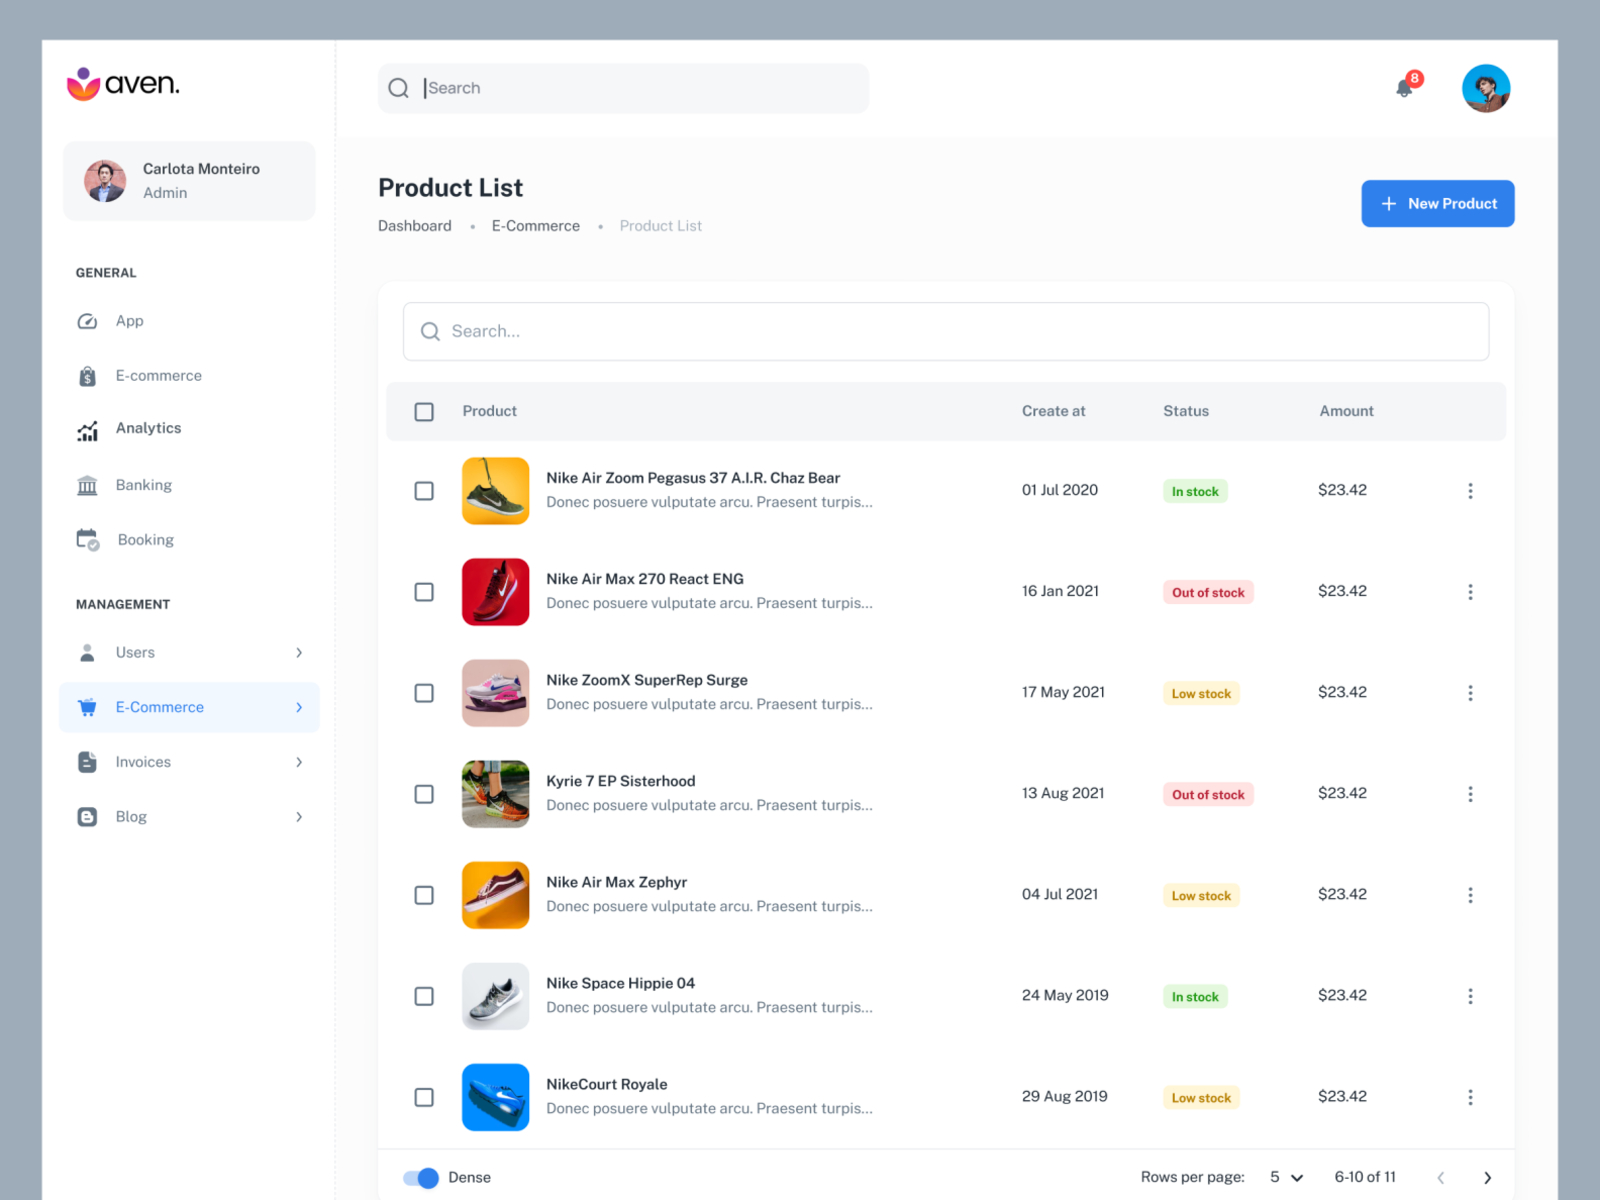 aven.
Search
8
Carlota Monteiro
Admin
GENERAL
App
E-commerce
Analytics
Banking
Booking
MANAGEMENT
Users
E-Commerce
Invoices
Blog
Product List
Dashboard • E-Commerce • Product List
+ New Product
Search...
Product Create at Status Amount
Nike Air Zoom Pegasus 37 A.I.R. Chaz Bear
Donec posuere vulputate arcu. Praesent turpis...
01 Jul 2020 In stock $23.42
Nike Air Max 270 React ENG
Donec posuere vulputate arcu. Praesent turpis...
16 Jan 2021 Out of stock $23.42
Nike ZoomX SuperRep Surge
Donec posuere vulputate arcu. Praesent turpis...
17 May 2021 Low stock $23.42
Kyrie 7 EP Sisterhood
Donec posuere vulputate arcu. Praesent turpis...
13 Aug 2021 Out of stock $23.42
Nike Air Max Zephyr
Donec posuere vulputate arcu. Praesent turpis...
04 Jul 2021 Low stock $23.42
Nike Space Hippie 04
Donec posuere vulputate arcu. Praesent turpis...
24 May 2019 In stock $23.42
NikeCourt Royale
Donec posuere vulputate arcu. Praesent turpis...
29 Aug 2019 Low stock $23.42
Dense
Rows per page: 5 6-10 of 11